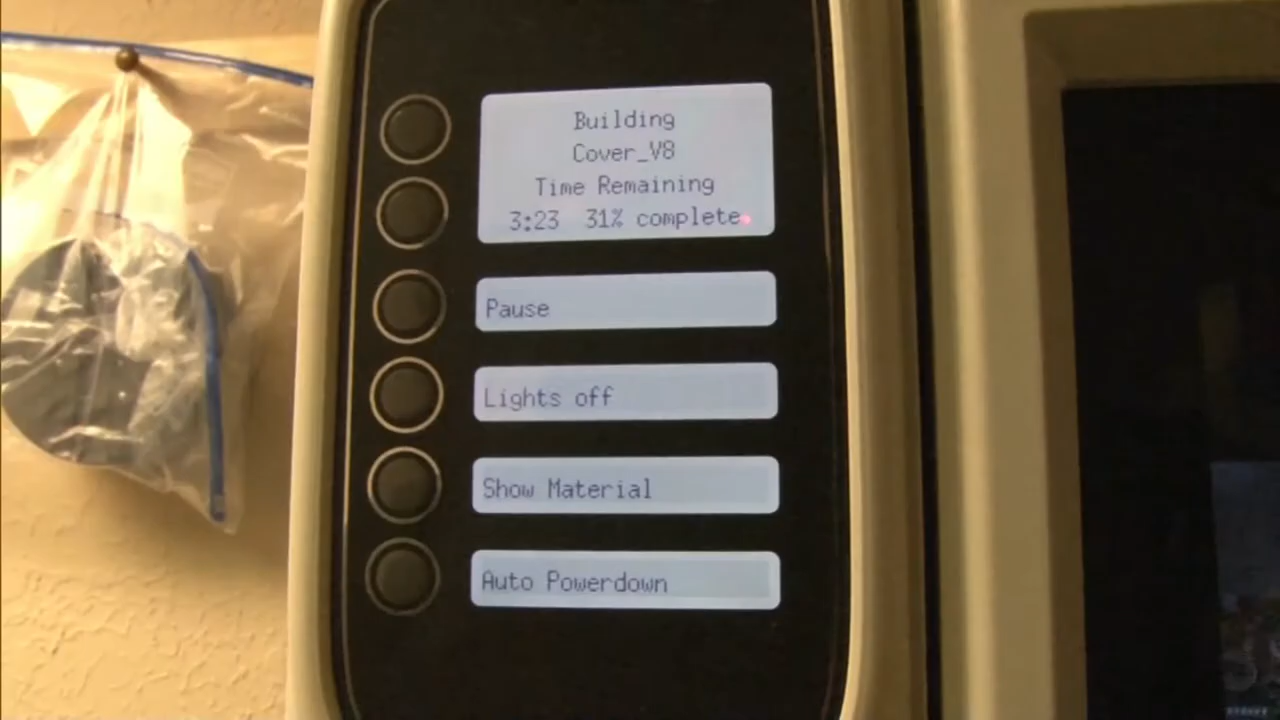 Building
Cover_V8
Time Remaining
3:23 31% complete
Pause
Lights off
Show Material
Auto Powerdown